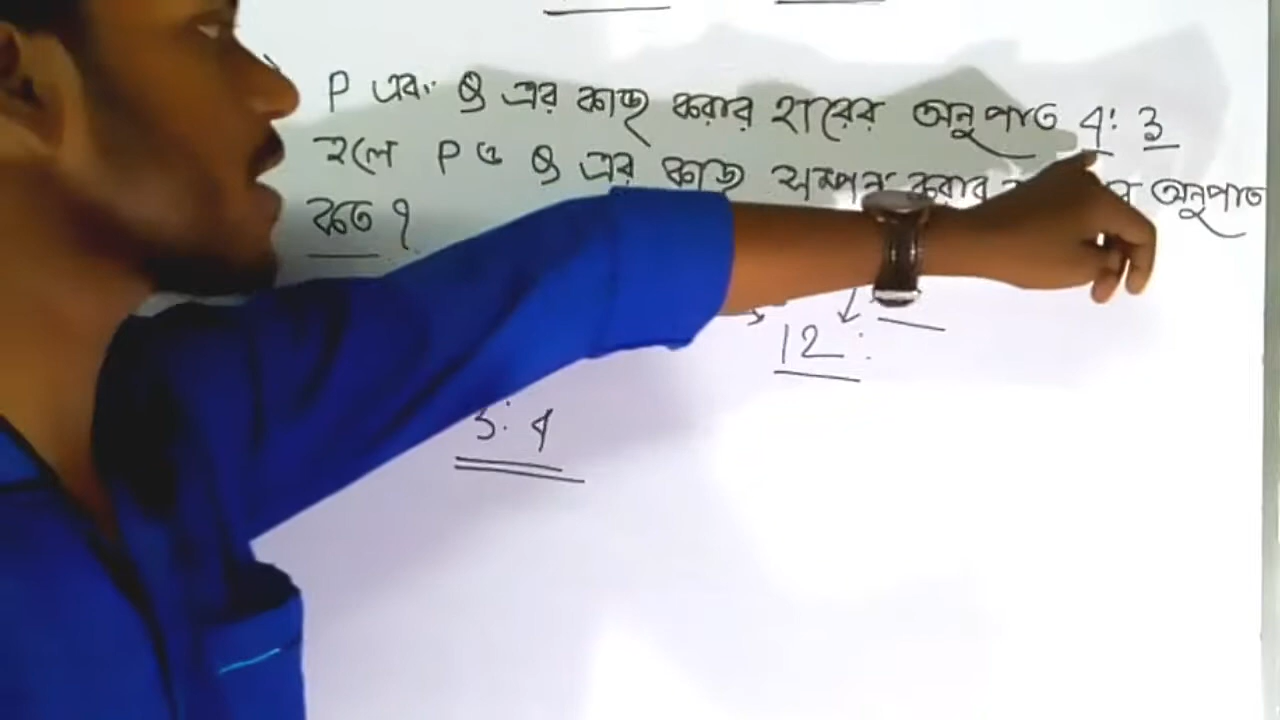 P এবং Q এর কাজ করার হারের অনুপাত 4: 3
হলে P ও Q এর কাজ সম্পন্ন করার অনুপাত
কত ?
12 :
3: 4